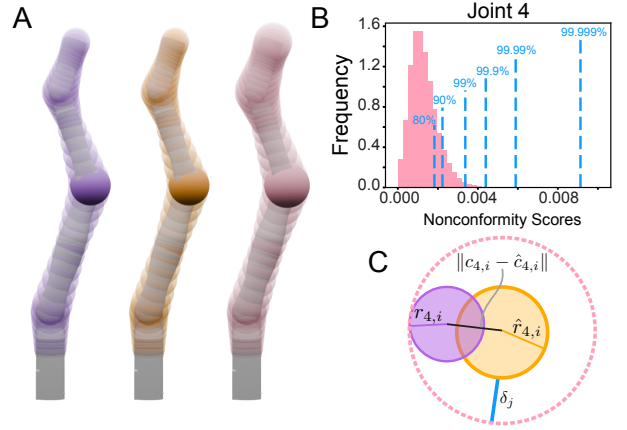 A
B
Joint 4
Frequency
1.6
1.2
0.8
0.4
0.0
80%
90%
99%
99.9%
99.99%
99.999%
0.000
0.004
0.008
Nonconformity Scores
C
‖c₄,ᵢ − ĉ₄,ᵢ‖
r₄,ᵢ
r̂₄,ᵢ
δⱼ